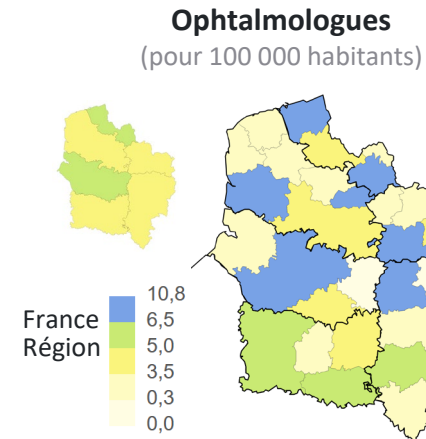 Ophtalmologues
(pour 100 000 habitants)
10,8
6,5
5,0
3,5
0,3
0,0
France
Région